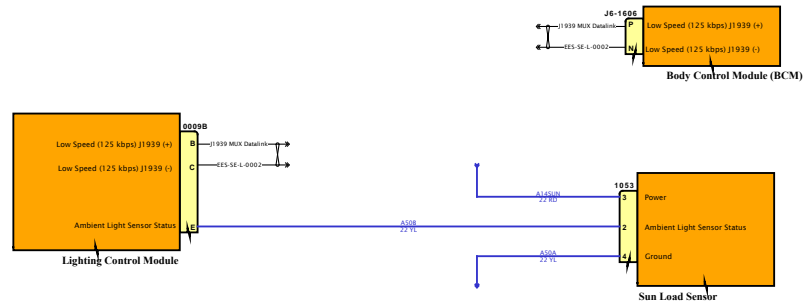 J6-1606
J1939 MUX Datalink P Low Speed (125 kbps) J1939 (+)
EES-SE-L-0002 N Low Speed (125 kbps) J1939 (-)
Body Control Module (BCM)
0009B
Low Speed (125 kbps) J1939 (+) B J1939 MUX Datalink
Low Speed (125 kbps) J1939 (-) C EES-SE-L-0002
Ambient Light Sensor Status E
Lighting Control Module
1053
A14SUN
22 RD
3 Power
A50B
22 YL
2 Ambient Light Sensor Status
A50A
22 YL
4 Ground
Sun Load Sensor